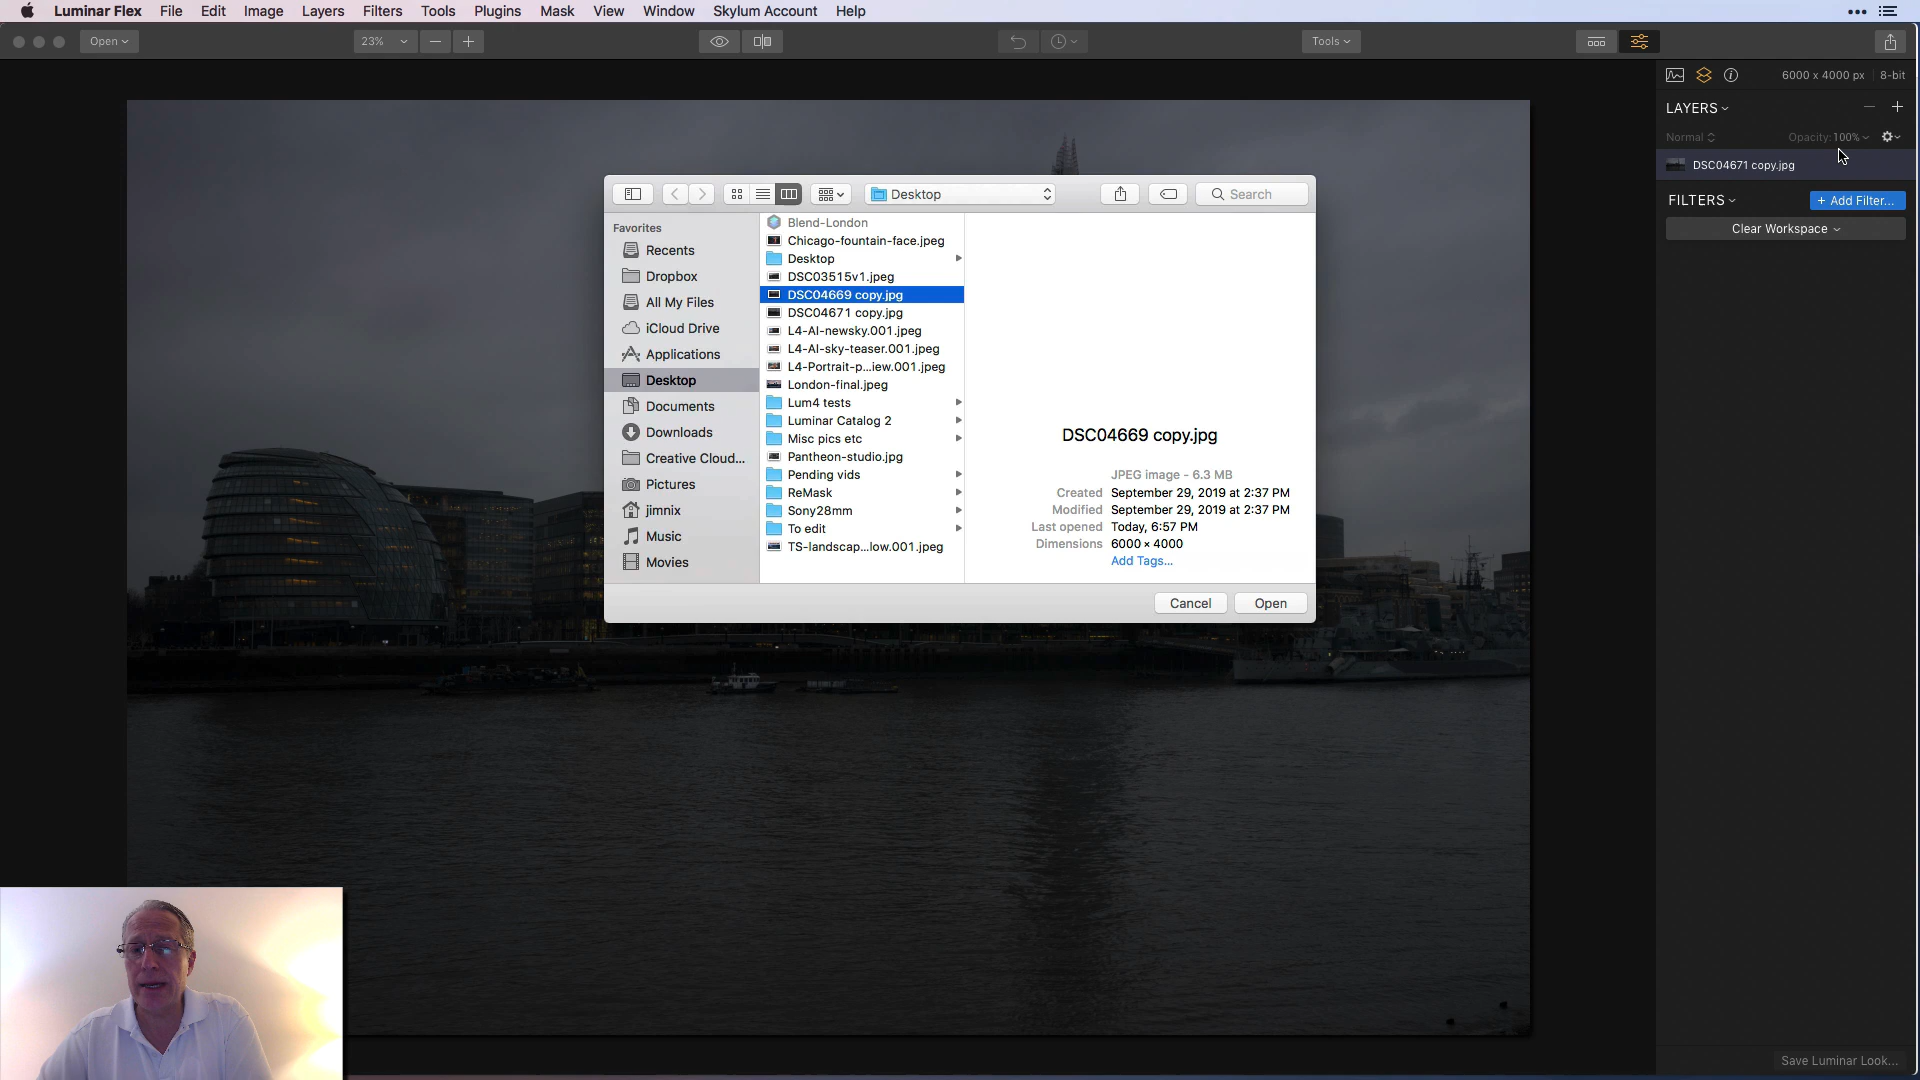 Luminar Flex File Edit Image Layers Filters Tools Plugins Mask View Window Skylum Account Help
Open 23% Tools
6000 x 4000 px 8-bit
LAYERS
Normal Opacity: 100%
DSC04671 copy.jpg
FILTERS + Add Filter...
Clear Workspace
Desktop Search
Favorites
Recents
Dropbox
All My Files
iCloud Drive
Applications
Desktop
Documents
Downloads
Creative Cloud...
Pictures
jimnix
Music
Movies
Blend-London
Chicago-fountain-face.jpeg
Desktop
DSC03515v1.jpeg
DSC04669 copy.jpg
DSC04671 copy.jpg
L4-AI-newsky.001.jpeg
L4-AI-sky-teaser.001.jpeg
L4-Portrait-p...iew.001.jpeg
London-final.jpeg
Lum4 tests
Luminar Catalog 2
Misc pics etc
Pantheon-studio.jpg
Pending vids
ReMask
Sony28mm
To edit
TS-landscap...low.001.jpeg
DSC04669 copy.jpg
JPEG image - 6.3 MB
Created September 29, 2019 at 2:37 PM
Modified September 29, 2019 at 2:37 PM
Last opened Today, 6:57 PM
Dimensions 6000 × 4000
Add Tags...
Cancel Open
Save Luminar Look...